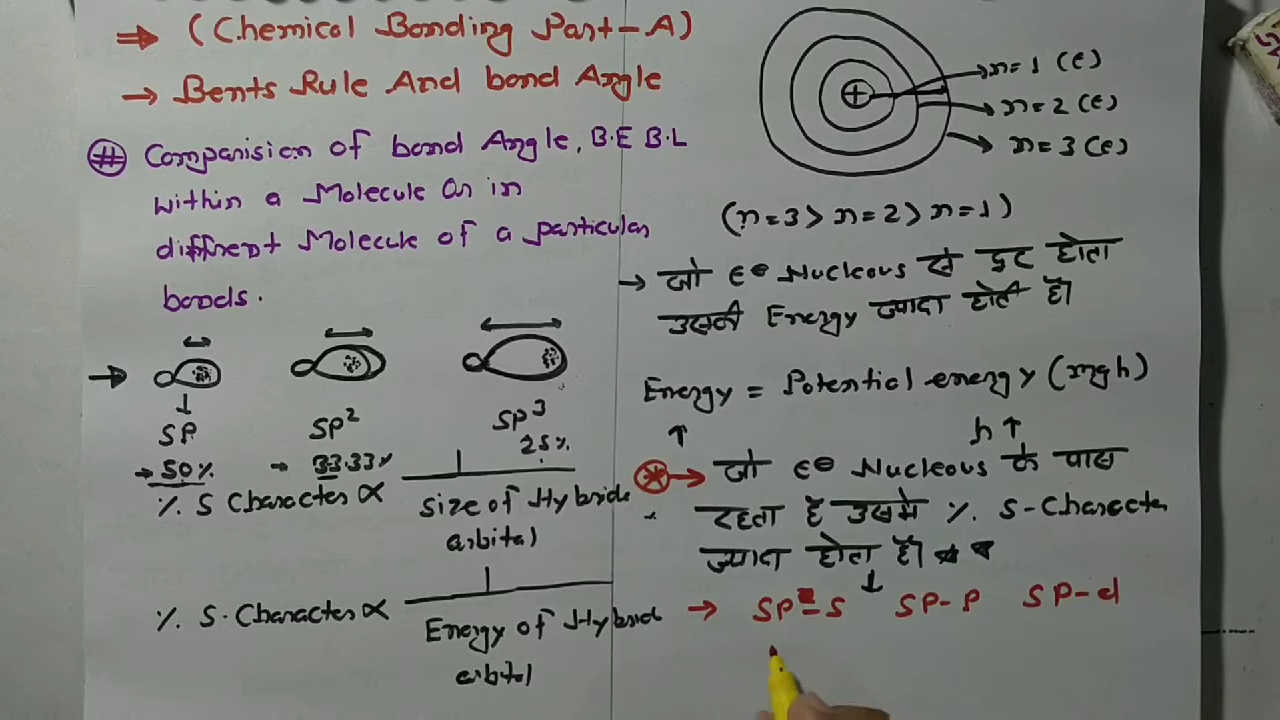 ⇒ (Chemical Bonding Part-A)
→ Bents Rule And bond Angle
# Comparision of bond Angle, B.E B.L
within a Molecule or in
different Molecule of a particular
bonds.
SP SP² SP³
→ 50% → 33.33% 25%
% S Character ∝ 1/Size of Hybride orbital
% S. Character ∝ 1/Energy of Hybrid orbital
+
→ n=1 (e)
→ n=2 (e)
→ n=3 (e)
(n=3 > n=2 > n=1)
→ जो e⊖ Nucleous से दुर होता
उसकी Energy ज्यादा होती है।
Energy = Potential energy (mgh)
↑ h↑
* → जो e⊖ Nucleous के पास
रहता है उसमे % S-Charecter
ज्यादा होता है।
→ SP-S SP-P SP-d